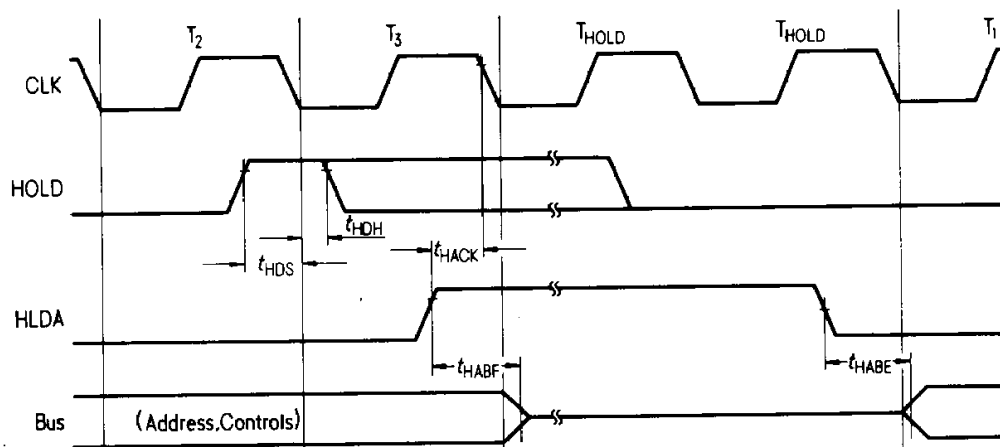 T2 T3 THOLD THOLD T1
CLK
HOLD
tHDH
tHDS
tHACK
HLDA
tHABF
tHABE
Bus (Address,Controls)